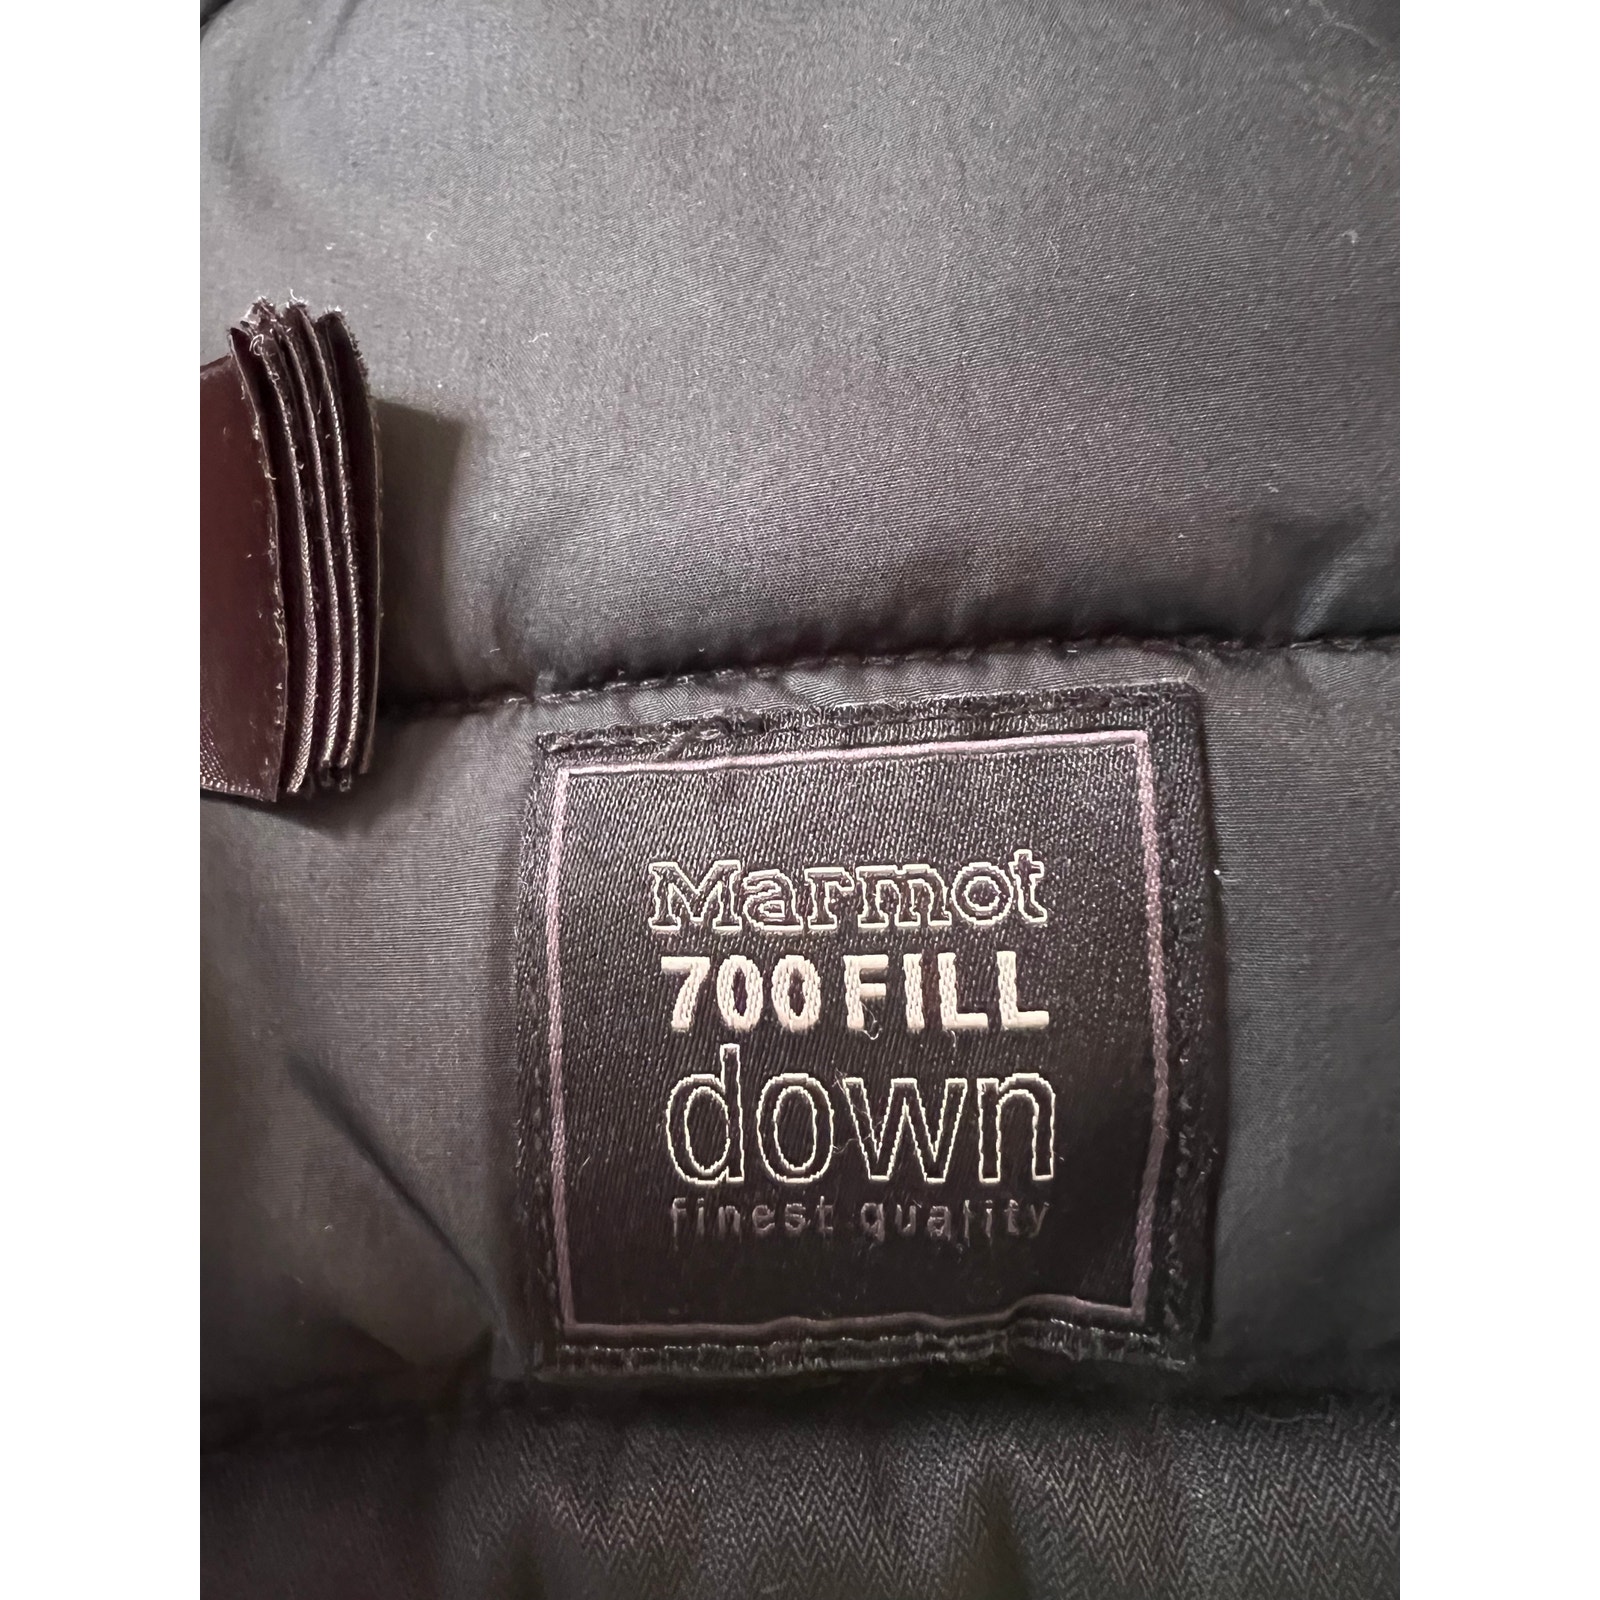 Marmot
700 FILL
down
finest quality